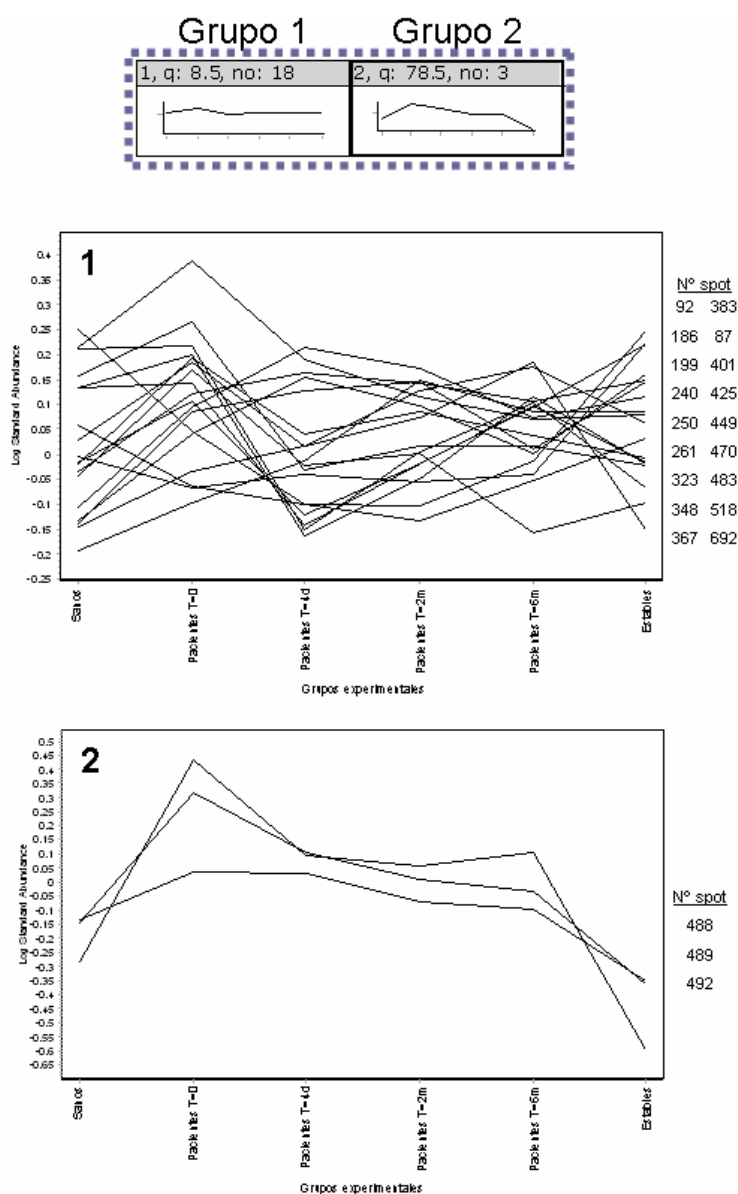 Grupo 1 Grupo 2
1, q: 8.5, no: 18 2, q: 78.5, no: 3
1
Log Standard Abundance
0.4
0.35
0.3
0.25
0.2
0.15
0.1
0.05
0
-0.05
-0.1
-0.15
-0.2
-0.25
Sanos
Pacientes T=0
Pacientes T=4d
Pacientes T=2m
Pacientes T=6m
Estables
Grupos experimentales
Nº spot
92 383
186 87
199 401
240 425
250 449
261 470
323 483
348 518
367 692
2
Log Standard Abundance
0.5
0.45
0.4
0.35
0.3
0.25
0.2
0.15
0.1
0.05
0
-0.05
-0.1
-0.15
-0.2
-0.25
-0.3
-0.35
-0.4
-0.45
-0.5
-0.55
-0.6
-0.65
Sanos
Pacientes T=0
Pacientes T=4d
Pacientes T=2m
Pacientes T=6m
Estables
Grupos experimentales
Nº spot
488
489
492